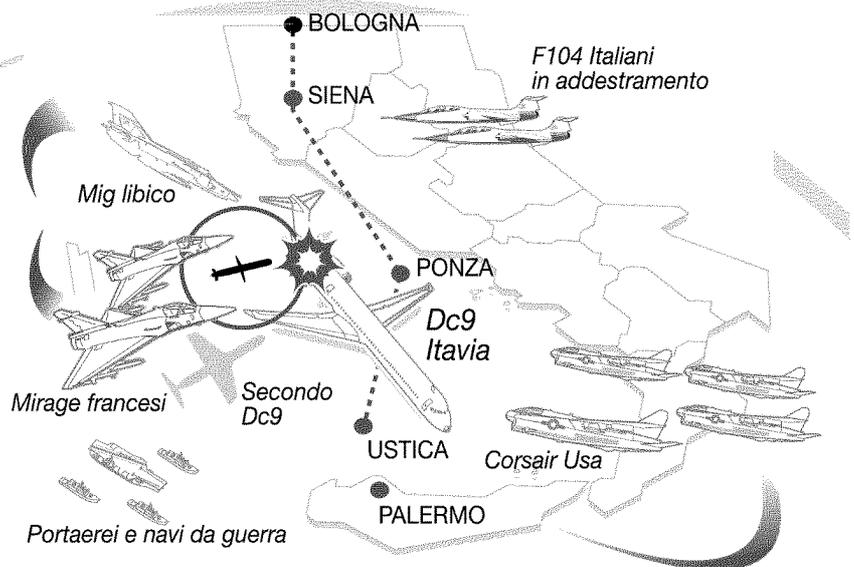 BOLOGNA
F104 Italiani
in addestramento
SIENA
Mig libico
PONZA
Dc9
Itavia
Secondo
Dc9
Mirage francesi
USTICA
Corsair Usa
PALERMO
Portaerei e navi da guerra